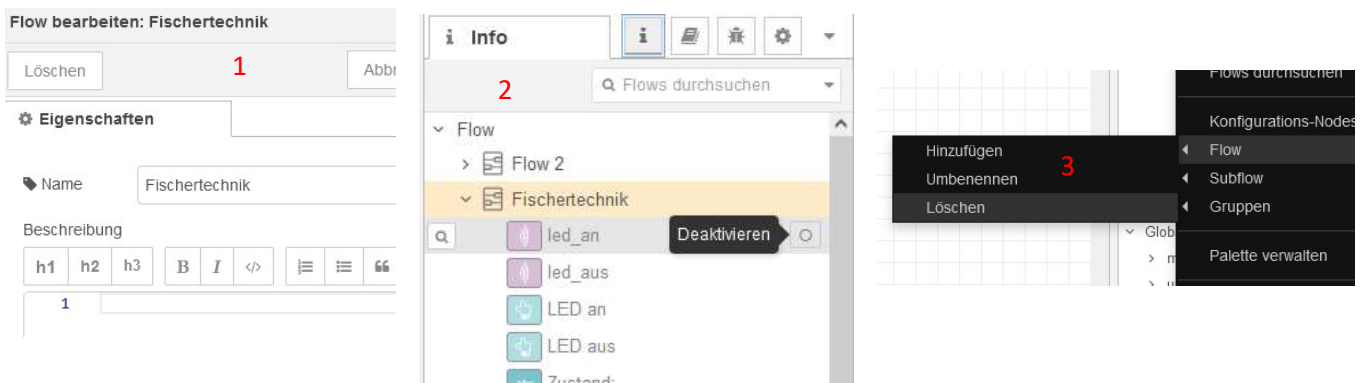 Flow bearbeiten: Fischertechnik
Löschen
1
Eigenschaften
Name
Fischertechnik
Beschreibung
h1 h2 h3 B I </>
1
i Info
i
2
Flows durchsuchen
Flow
Flow 2
Fischertechnik
led_an
Deaktivieren
led_aus
LED an
LED aus
Zustand:
Flows durchsuchen
Konfigurations-Nodes
Hinzufügen
3
Flow
Umbenennen
Subflow
Löschen
Gruppen
Palette verwalten